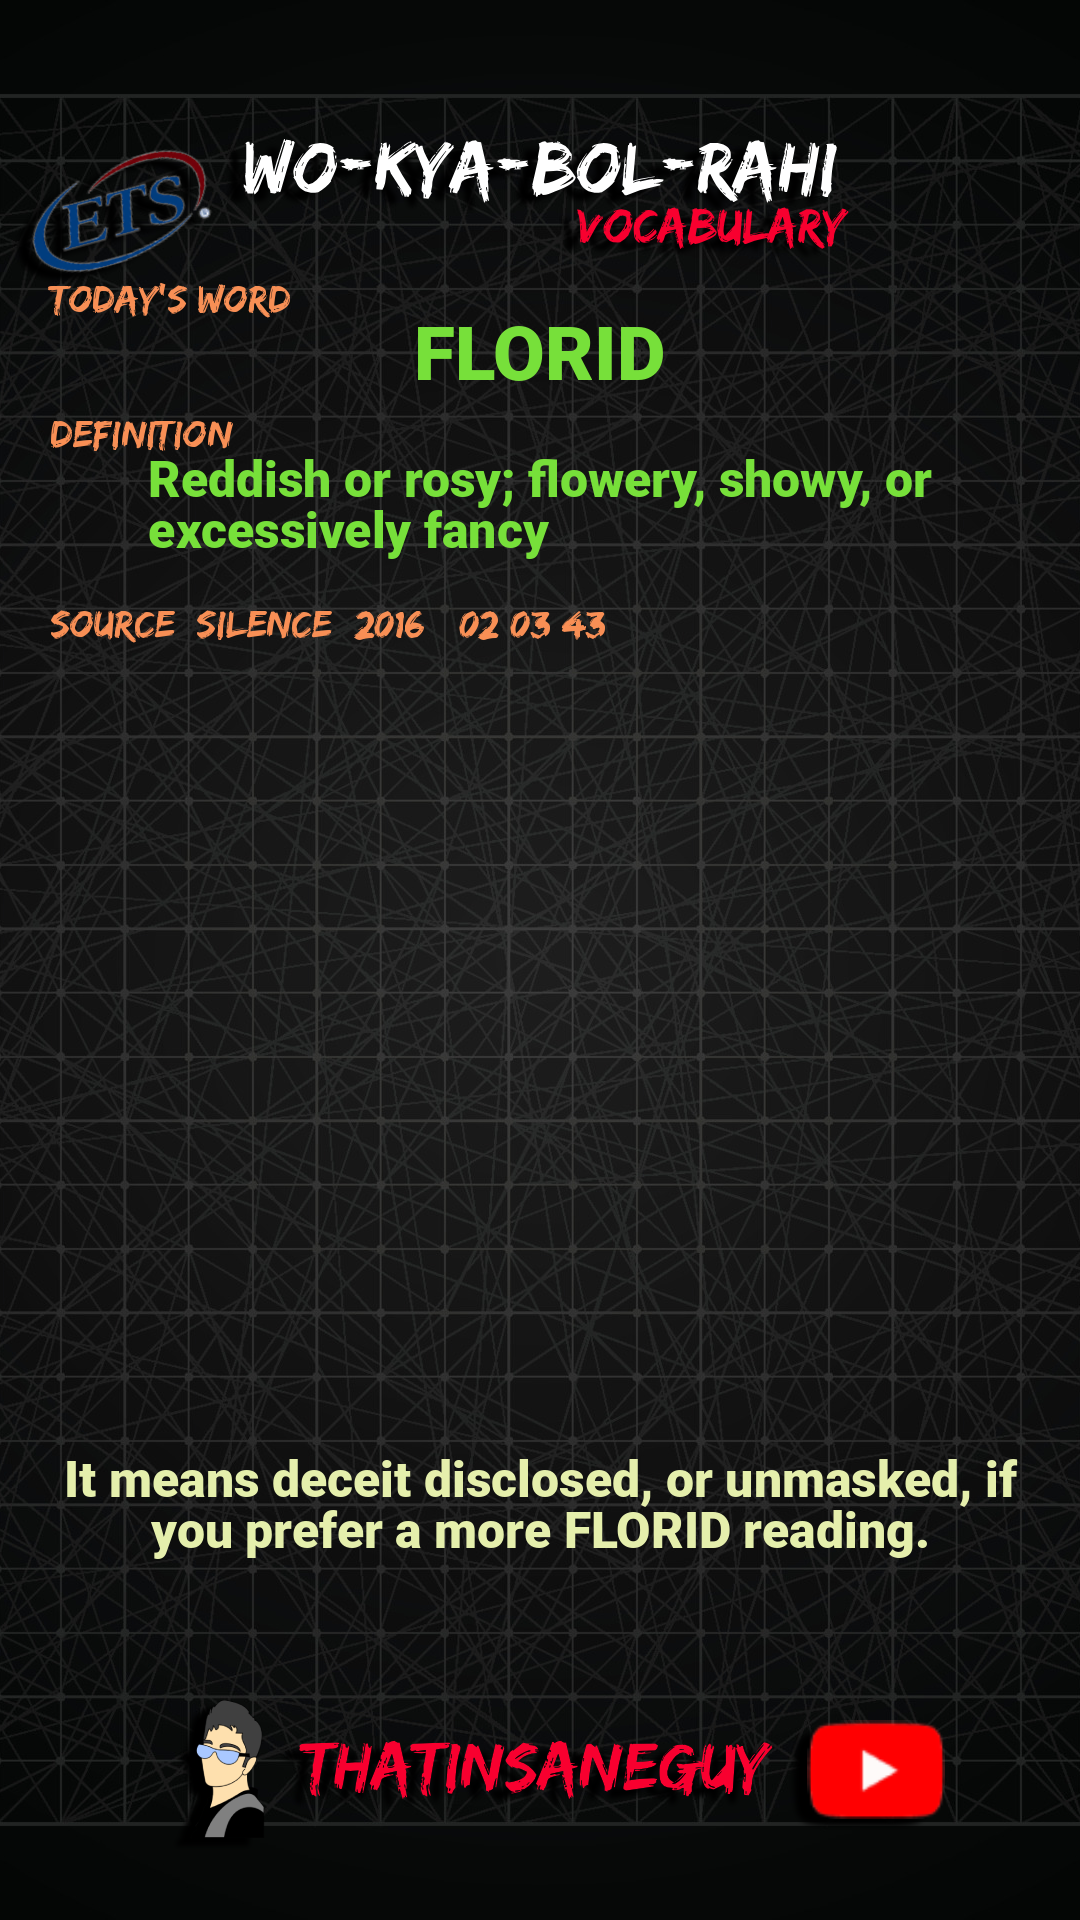 WO-KYA-BOL-RAHI
ETS
VOCABULARY
TODAY'S WORD
FLORID
DEFINITION
Reddish or rosy; flowery, showy, or
excessively fancy
SOURCE SILENCE 2016 02 03 43
It means deceit disclosed, or unmasked, if
you prefer a more FLORID reading.
THATINSANEGUY